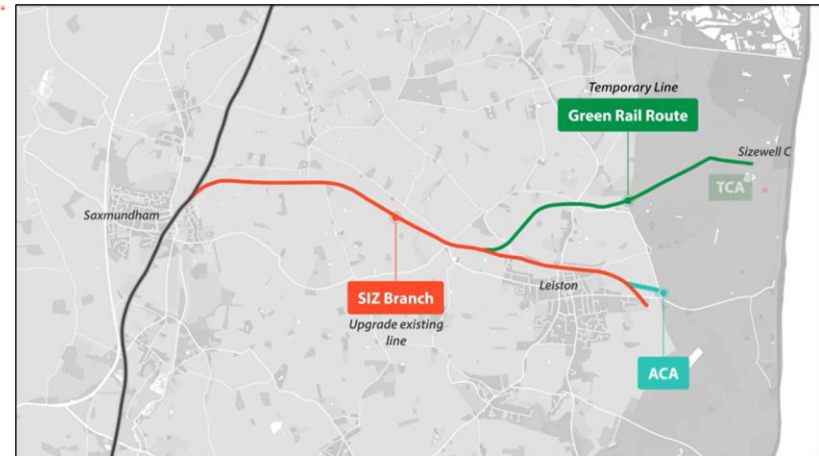 Temporary Line
Green Rail Route
Sizewell C
TCA
Saxmundham
Leiston
SIZ Branch
Upgrade existing
line
ACA